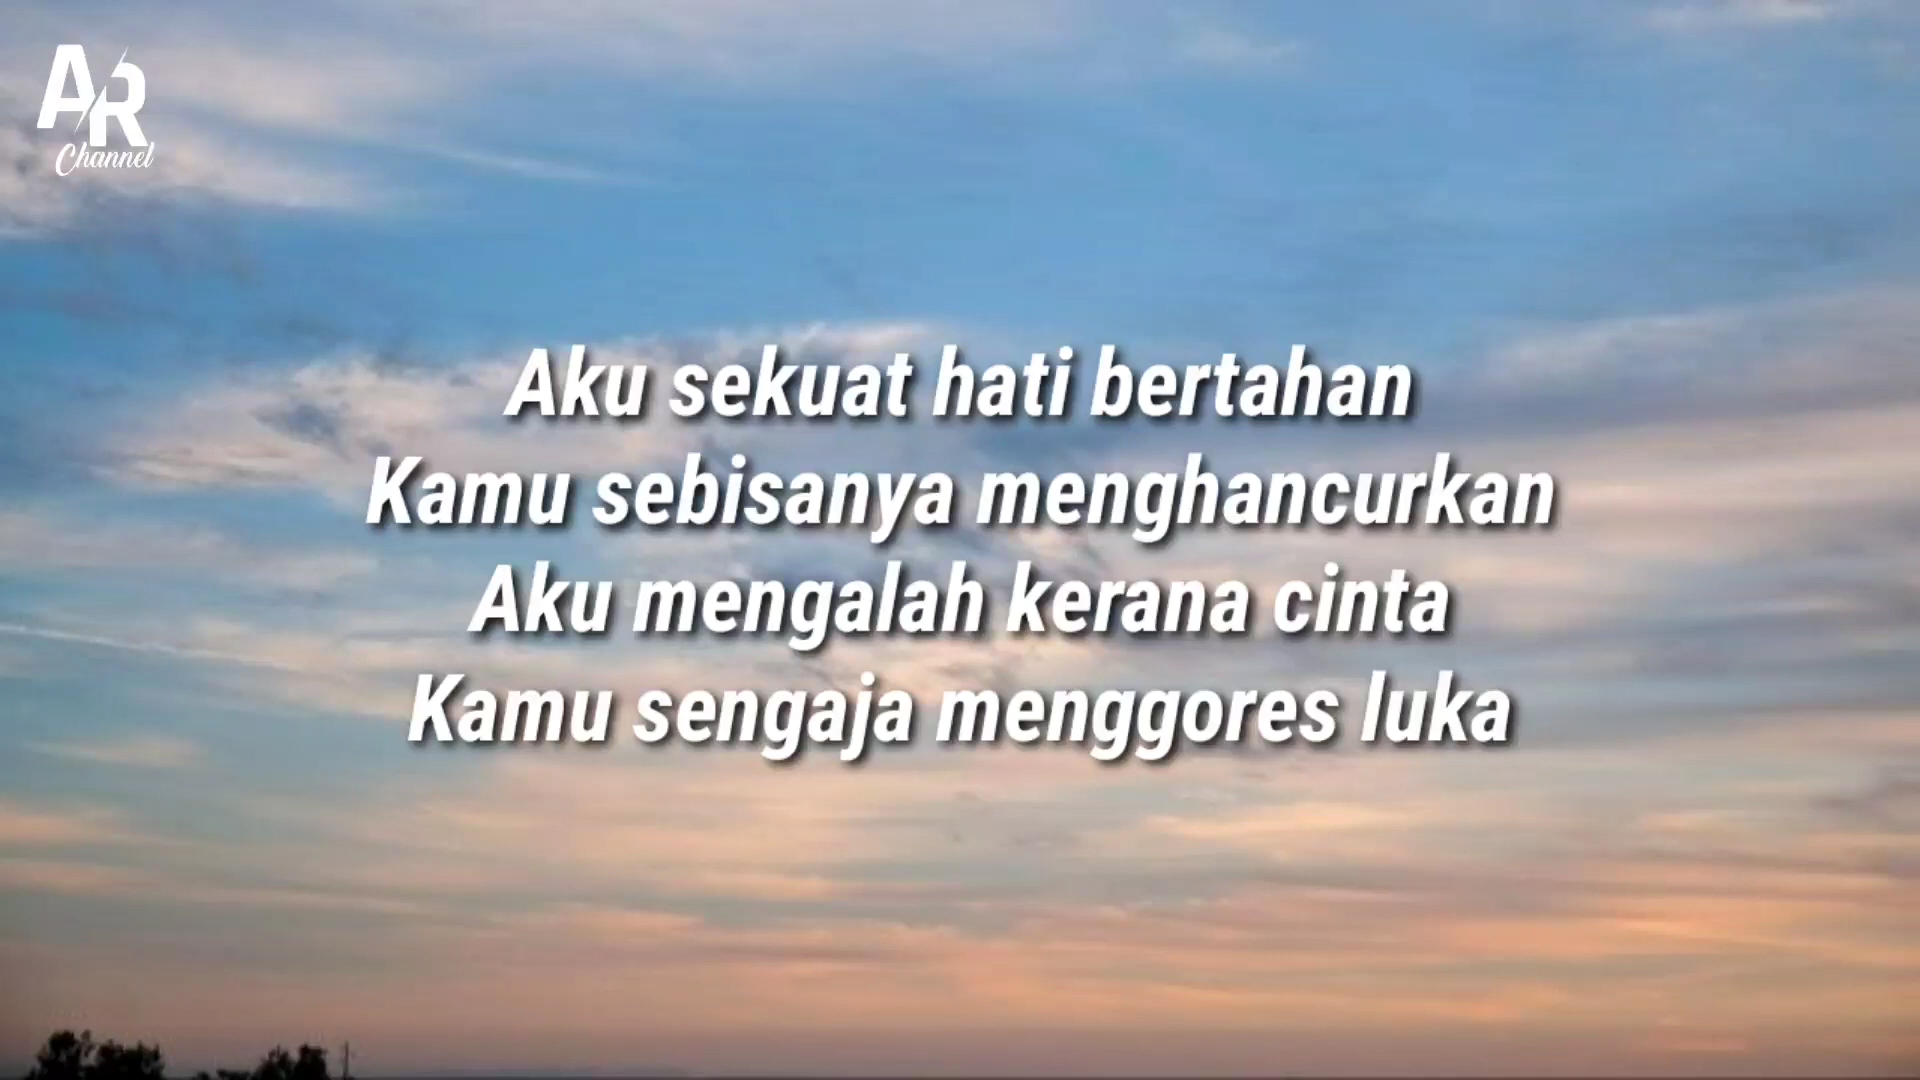 AR
Channel
Aku sekuat hati bertahan
Kamu sebisanya menghancurkan
Aku mengalah kerana cinta
Kamu sengaja menggores luka